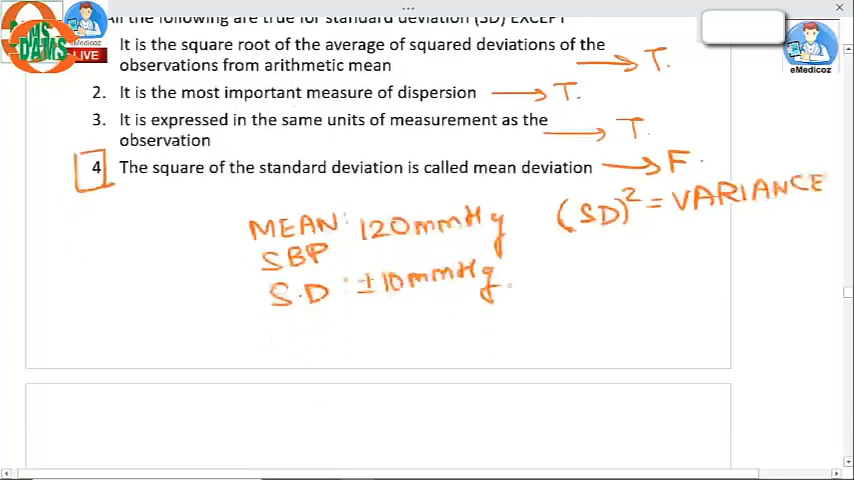 All the following are true for standard deviation (SD) EXCEPT
It is the square root of the average of squared deviations of the
observations from arithmetic mean → T.
2. It is the most important measure of dispersion → T.
3. It is expressed in the same units of measurement as the
observation → T.
4 The square of the standard deviation is called mean deviation → F.
(SD)² = VARIANCE
MEAN: 120mmHg
SBP
S.D: ±10mmHg
DAMS
LIVE
eMedicoz
eMedicoz